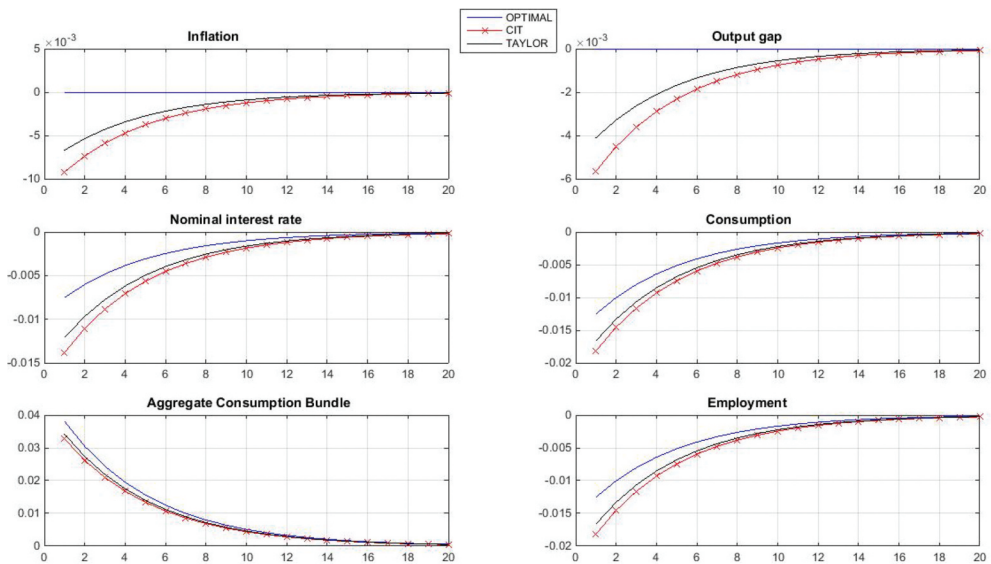 OPTIMAL
CIT
TAYLOR
×10⁻³
Inflation
5
0
-5
-10
0 2 4 6 8 10 12 14 16 18 20
×10⁻³
Output gap
0
-2
-4
-6
0 2 4 6 8 10 12 14 16 18 20
Nominal interest rate
0
-0.005
-0.01
-0.015
0 2 4 6 8 10 12 14 16 18 20
Consumption
0
-0.005
-0.01
-0.015
-0.02
0 2 4 6 8 10 12 14 16 18 20
Aggregate Consumption Bundle
0.04
0.03
0.02
0.01
0
0 2 4 6 8 10 12 14 16 18 20
Employment
0
-0.005
-0.01
-0.015
-0.02
0 2 4 6 8 10 12 14 16 18 20